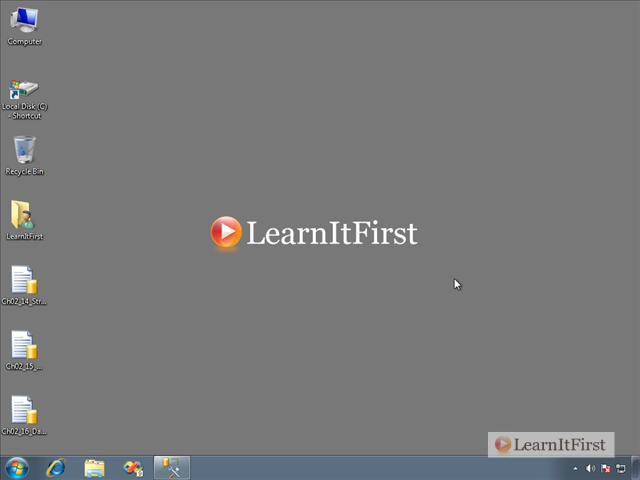 Computer
Local Disk (C)
- Shortcut
Recycle Bin
LearnItFirst
LearnItFirst
Ch02_14_Str...
Ch02_15_...
Ch02_16_Da...
LearnItFirst